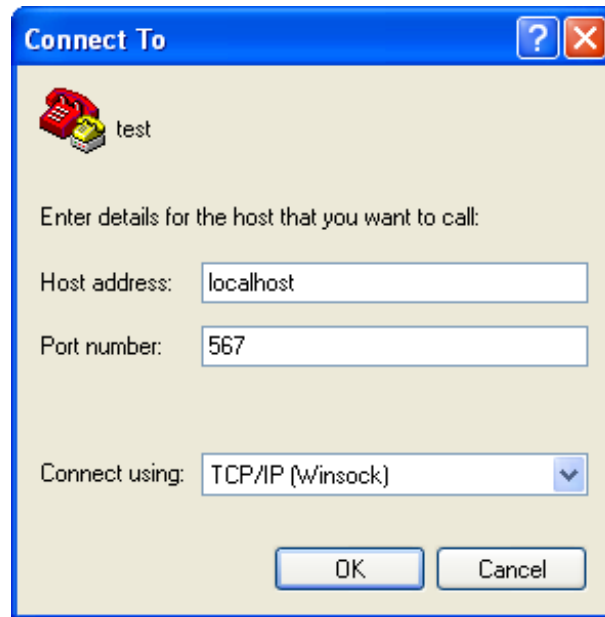 Connect To
test
Enter details for the host that you want to call:
Host address: localhost
Port number: 567
Connect using: TCP/IP (Winsock)
OK Cancel